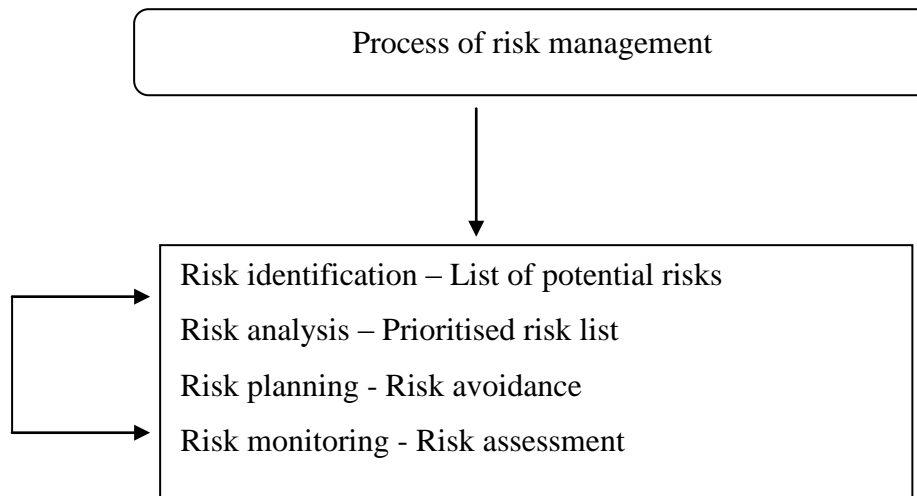 Process of risk management
Risk identification – List of potential risks
Risk analysis – Prioritised risk list
Risk planning - Risk avoidance
Risk monitoring - Risk assessment